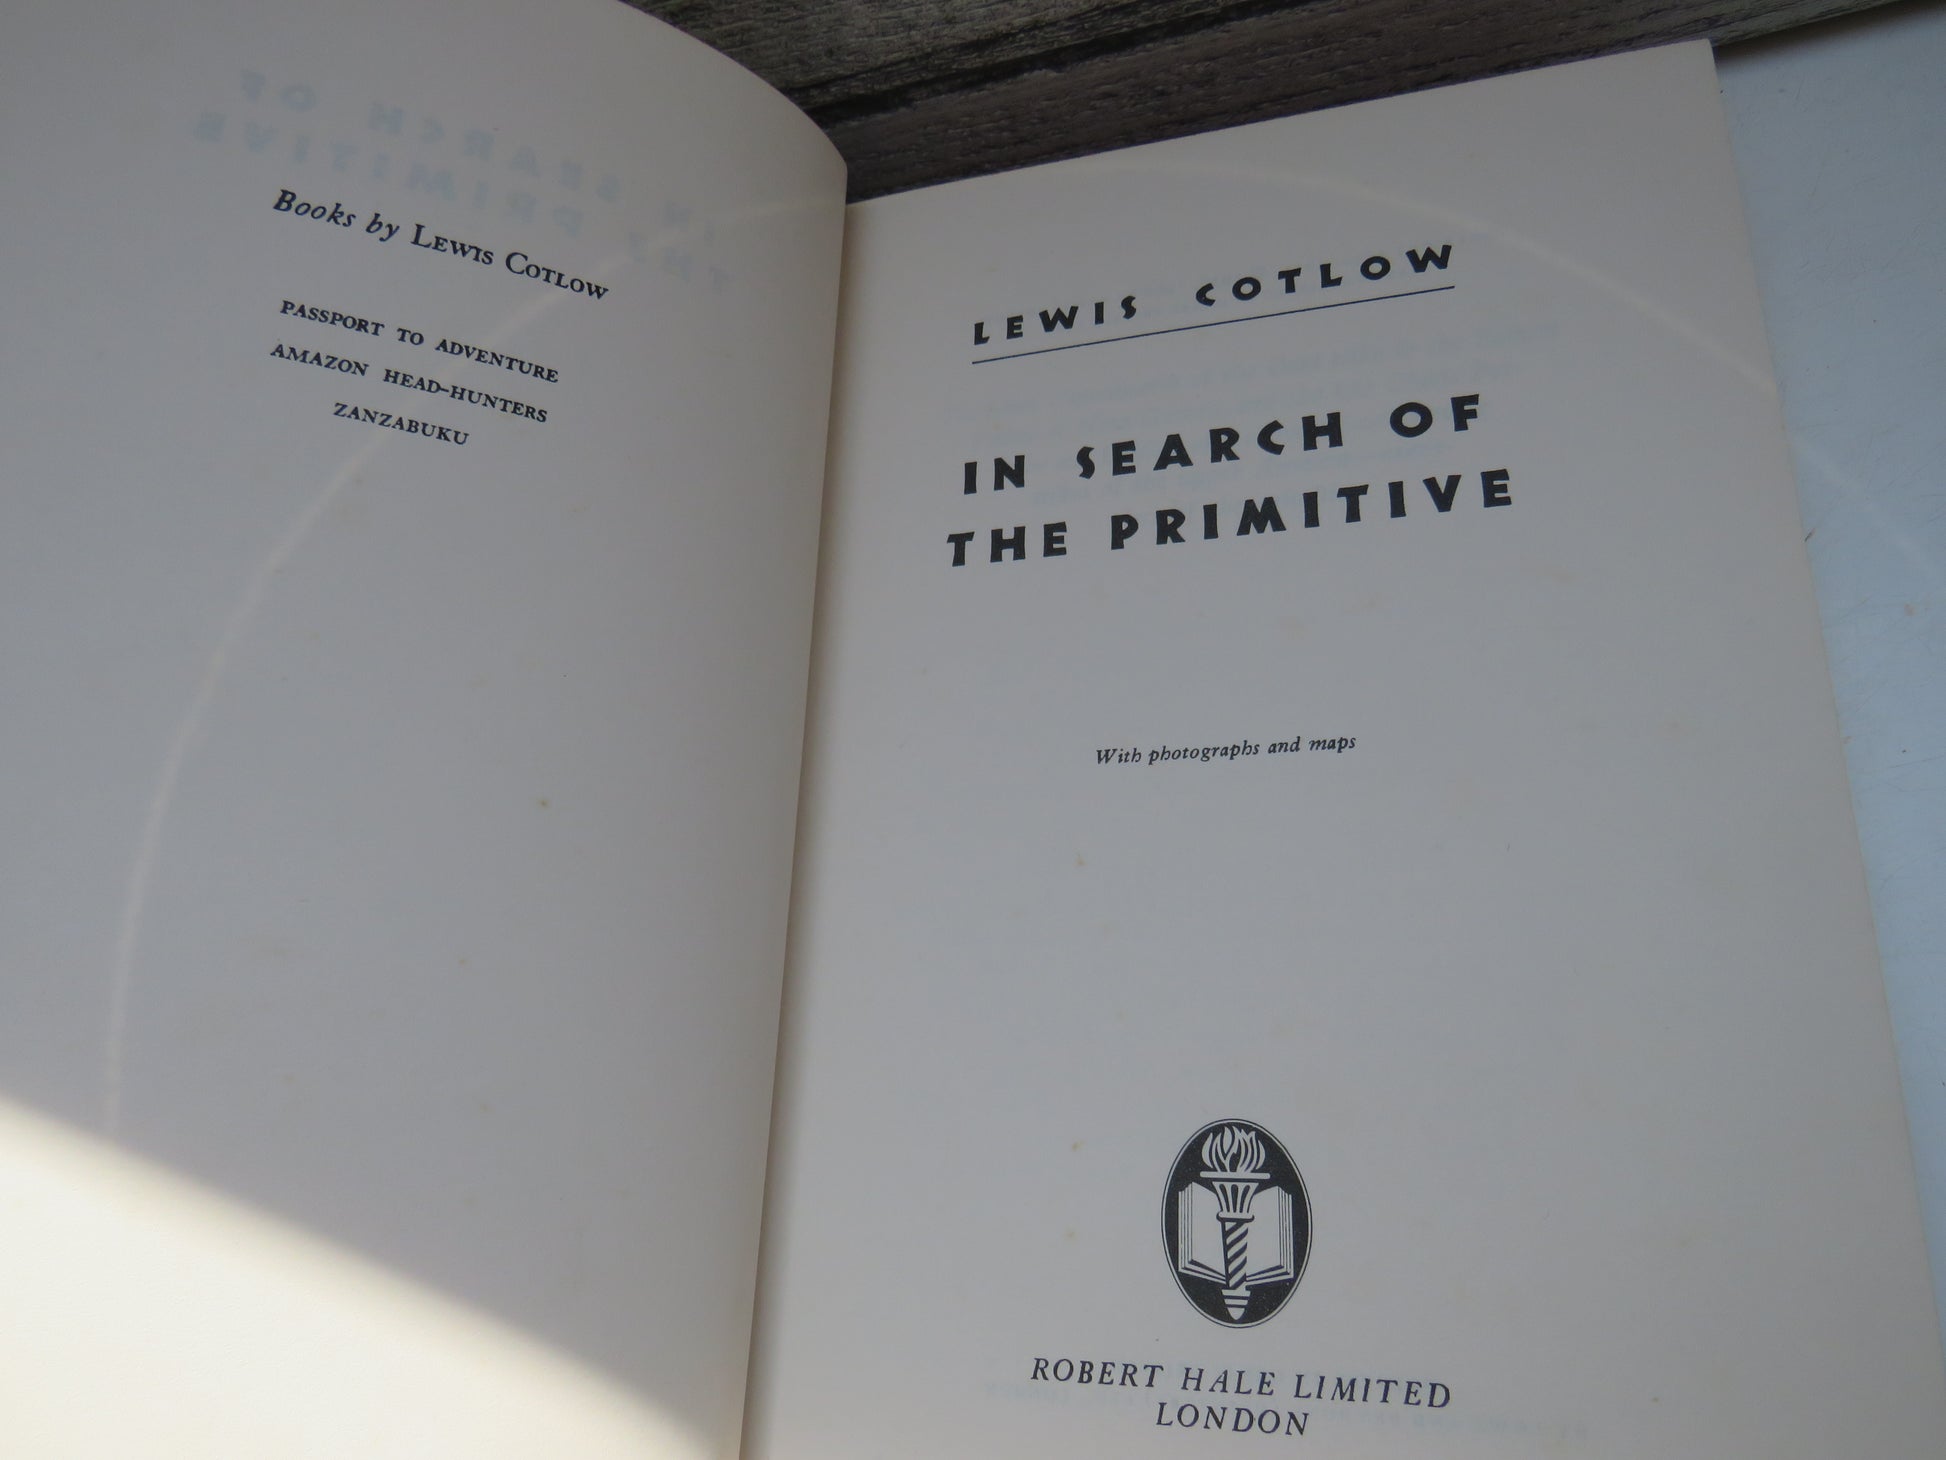 Books by LEWIS COTLOW
PASSPORT TO ADVENTURE
AMAZON HEAD-HUNTERS
ZANZABUKU
LEWIS COTLOW
IN SEARCH OF
THE PRIMITIVE
With photographs and maps
ROBERT HALE LIMITED
LONDON